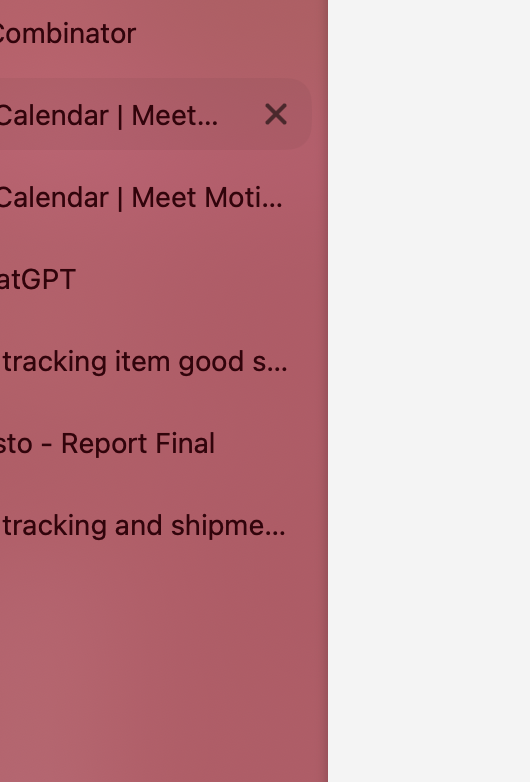 Combinator
Calendar | Meet...
Calendar | Meet Moti...
atGPT
tracking item good s...
sto - Report Final
tracking and shipme...